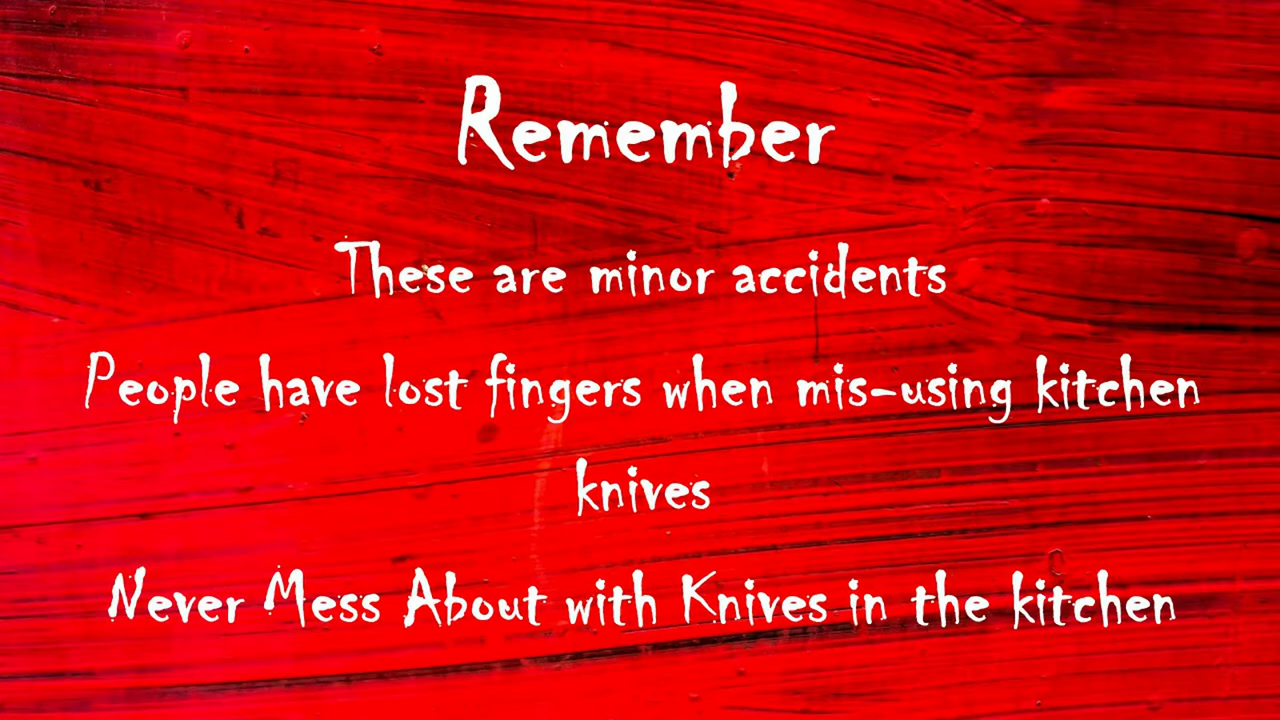 Remember
These are minor accidents
People have lost fingers when mis-using kitchen
knives
Never Mess About with Knives in the kitchen